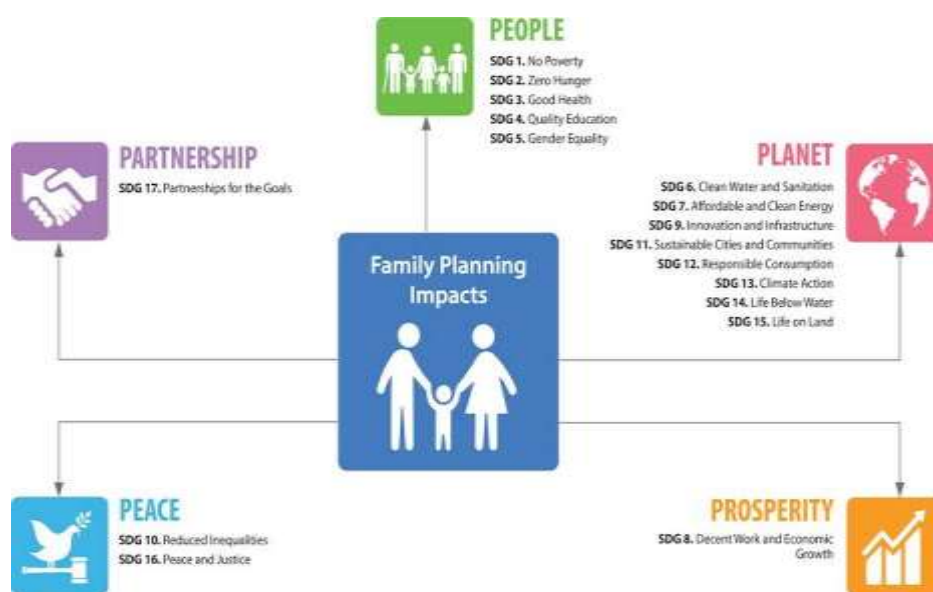 PEOPLE
SDG 1. No Poverty
SDG 2. Zero Hunger
SDG 3. Good Health
SDG 4. Quality Education
SDG 5. Gender Equality
PARTNERSHIP
SDG 17. Partnerships for the Goals
PLANET
SDG 6. Clean Water and Sanitation
SDG 7. Affordable and Clean Energy
SDG 9. Innovation and Infrastructure
SDG 11. Sustainable Cities and Communities
SDG 12. Responsible Consumption
SDG 13. Climate Action
SDG 14. Life Below Water
SDG 15. Life on Land
Family Planning
Impacts
PEACE
SDG 10. Reduced Inequalities
SDG 16. Peace and Justice
PROSPERITY
SDG 8. Decent Work and Economic
Growth